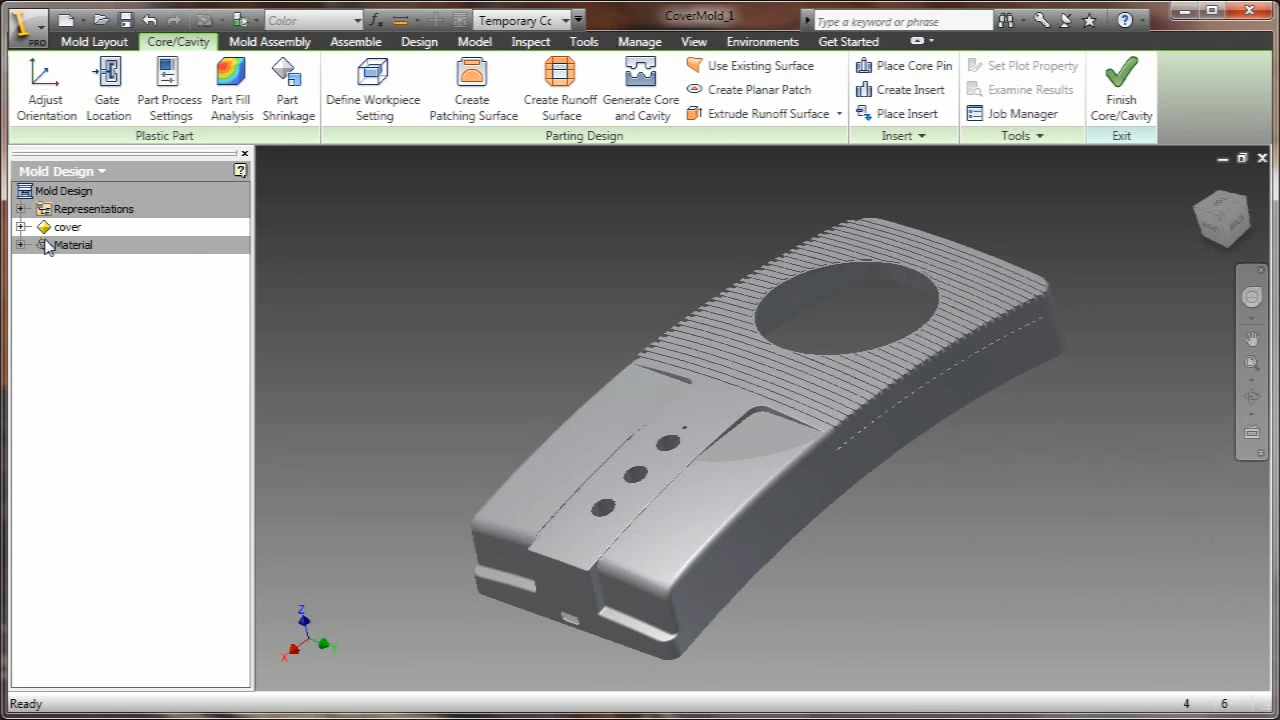 PRO
Color
Temporary Cc
CoverMold_1
Type a keyword or phrase
Mold Layout Core/Cavity Mold Assembly Assemble Design Model Inspect Tools Manage View Environments Get Started
Adjust Orientation
Gate Location
Part Process Settings
Part Fill Analysis
Part Shrinkage
Define Workpiece Setting
Create Patching Surface
Create Runoff Surface
Generate Core and Cavity
Use Existing Surface
Create Planar Patch
Extrude Runoff Surface
Place Core Pin
Create Insert
Place Insert
Set Plot Property
Examine Results
Job Manager
Finish Core/Cavity
Plastic Part Parting Design Insert Tools Exit
Mold Design
Mold Design
Representations
cover
Material
Z
X
Y
Ready 4 6